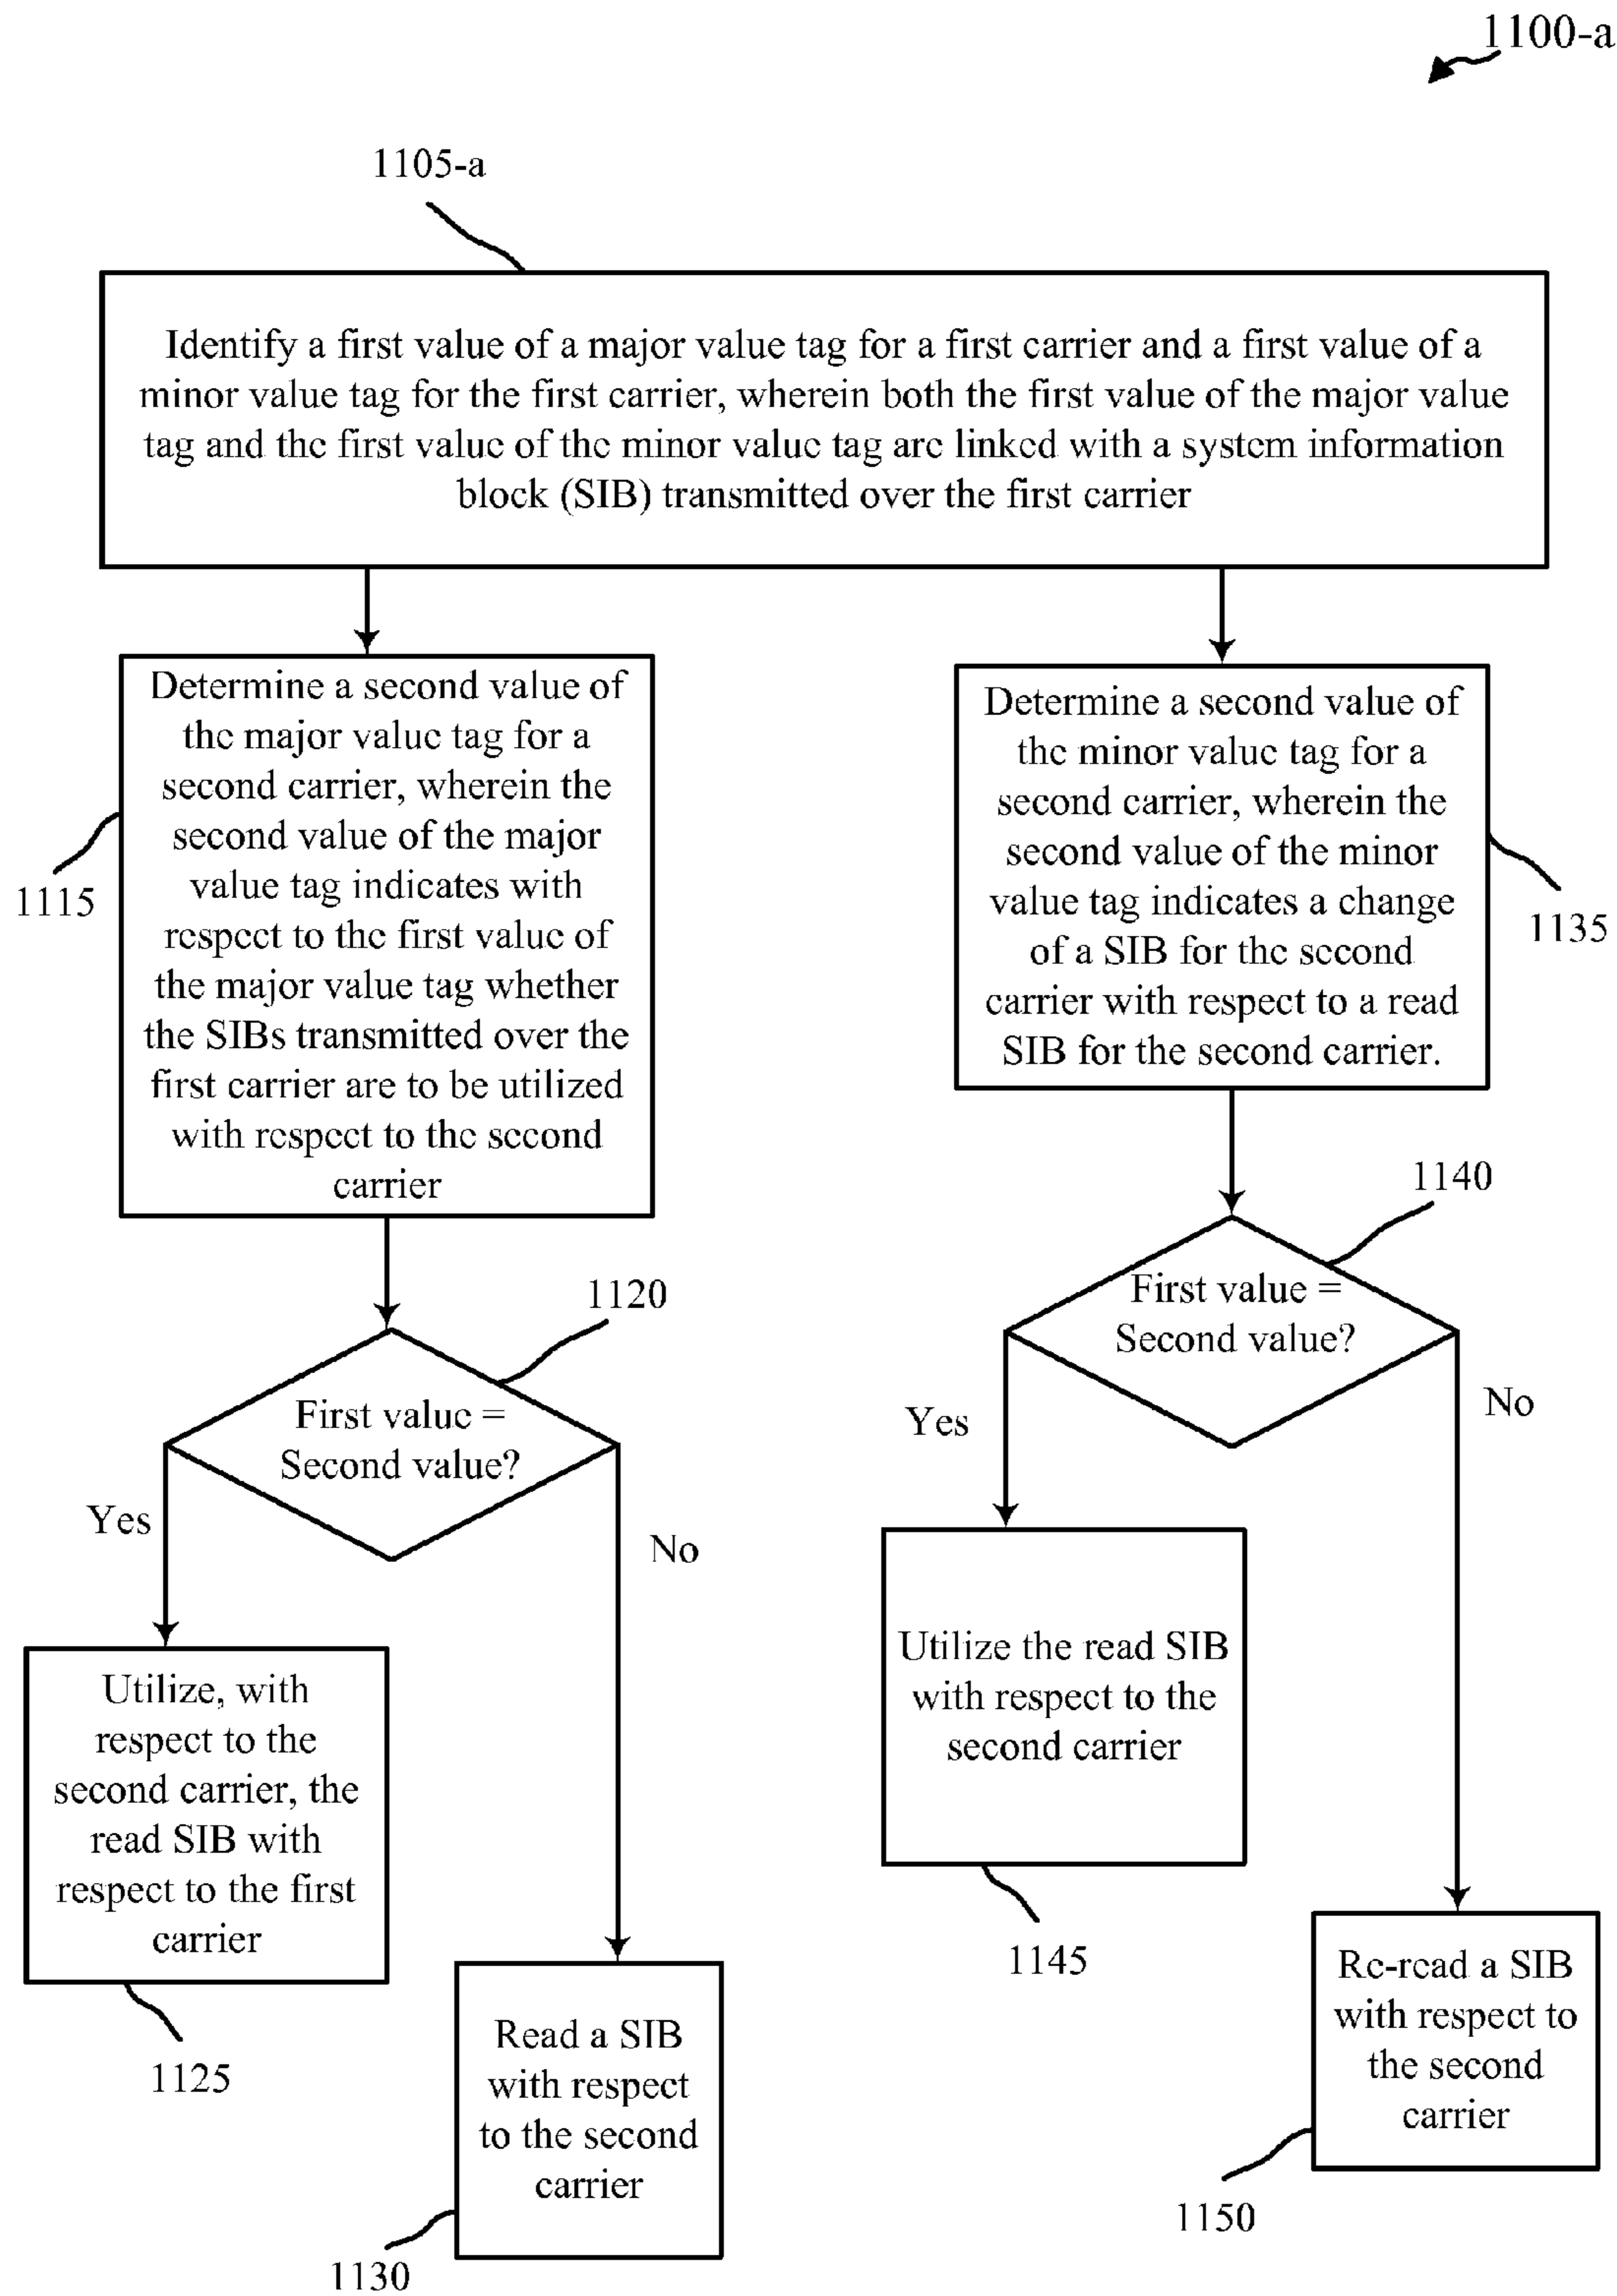 1100-a
1105-a
Identify a first value of a major value tag for a first carrier and a first value of a
minor value tag for the first carrier, wherein both the first value of the major value
tag and the first value of the minor value tag are linked with a system information
block (SIB) transmitted over the first carrier
Determine a second value of
the major value tag for a
second carrier, wherein the
second value of the major
value tag indicates with
respect to the first value of
the major value tag whether
the SIBs transmitted over the
first carrier are to be utilized
with respect to the second
carrier
1115
Determine a second value of
the minor value tag for a
second carrier, wherein the
second value of the minor
value tag indicates a change
of a SIB for the second
carrier with respect to a read
SIB for the second carrier.
1135
1120
First value =
Second value?
Yes
No
1140
First value =
Second value?
Yes
No
Utilize, with
respect to the
second carrier, the
read SIB with
respect to the first
carrier
1125
Read a SIB
with respect
to the second
carrier
1130
Utilize the read SIB
with respect to the
second carrier
1145
Re-read a SIB
with respect to
the second
carrier
1150